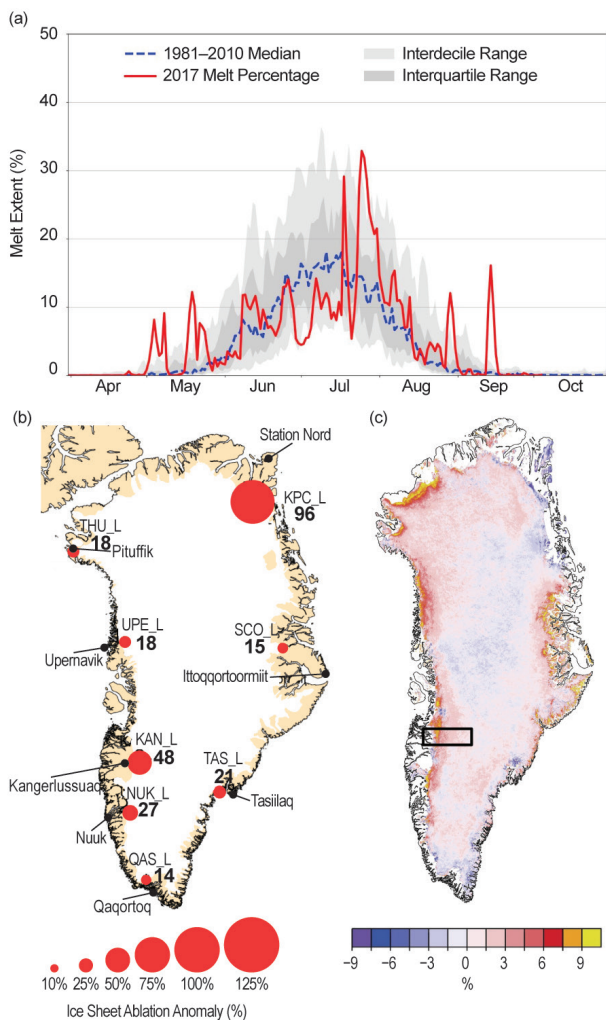 (a)
50
1981–2010 Median
Interdecile Range
2017 Melt Percentage
Interquartile Range
40
30
20
10
0
Melt Extent (%)
Apr
May
Jun
Jul
Aug
Sep
Oct
(b)
Station Nord
KPC_L
96
THU_L
18
Pituffik
UPE_L
18
Upernavik
SCO_L
15
Ittoqqortoormiit
KAN_L
48
Kangerlussuaq
TAS_L
21
Tasiilaq
NUK_L
27
Nuuk
QAS_L
14
Qaqortoq
10%
25%
50%
75%
100%
125%
Ice Sheet Ablation Anomaly (%)
(c)
−9
−6
−3
0
3
6
9
%